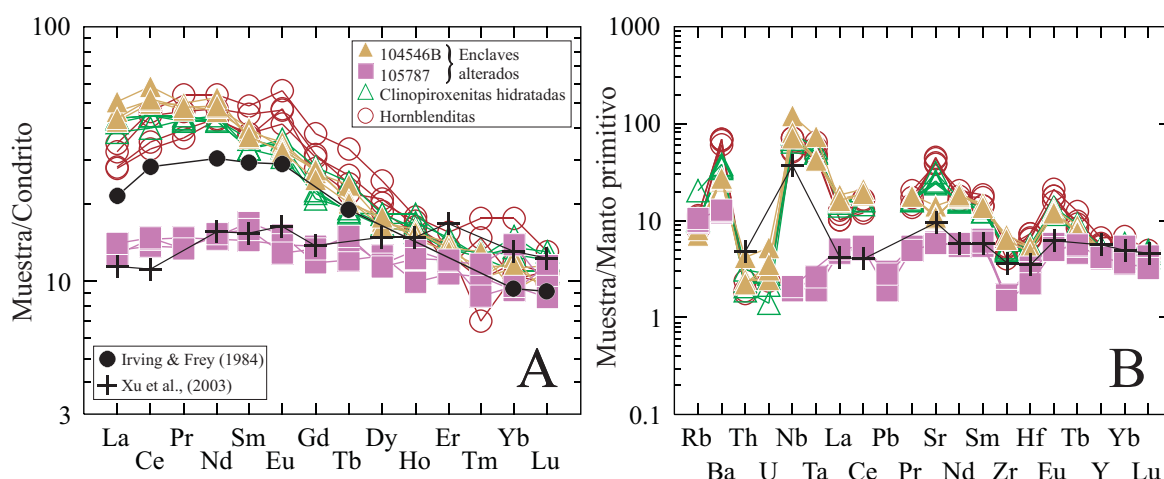 100
10
3
Muestra/Condrito
104546B
105787
Enclaves
alterados
Clinopiroxenitas hidratadas
Hornblenditas
Irving & Frey (1984)
Xu et al., (2003)
A
La Pr Sm Gd Dy Er Yb
Ce Nd Eu Tb Ho Tm Lu
1000
100
10
1
0.1
Muestra/Manto primitivo
B
Rb Th Nb La Pb Sr Sm Hf Tb Yb
Ba U Ta Ce Pr Nd Zr Eu Y Lu